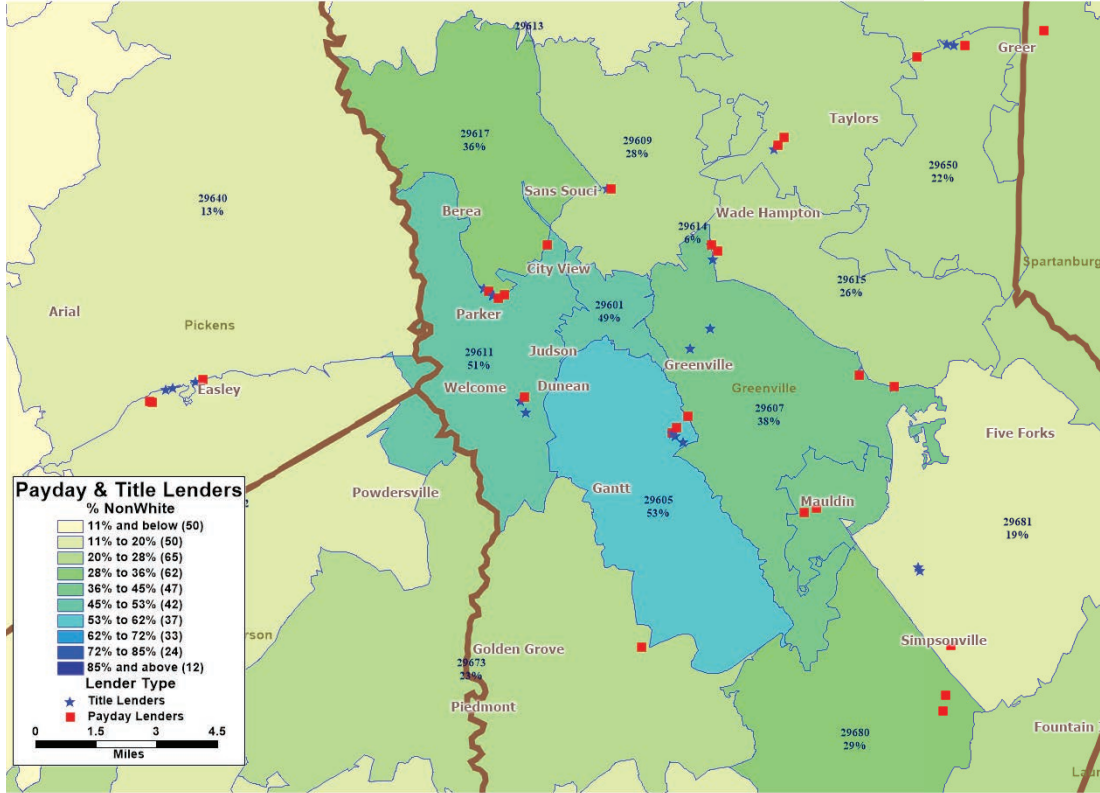 29613
Greer
Taylors
29617
36%
29609
28%
29650
22%
29640
13%
Sans Souci
Berea
Wade Hampton
29614
6%
City View
Spartanburg
29615
26%
Arial
Pickens
Parker
29601
49%
29611
51%
Judson
Greenville
Easley
Welcome
Dunean
Greenville
29607
38%
Five Forks
Powdersville
Gantt
29605
53%
Mauldin
29681
19%
Payday & Title Lenders
% NonWhite
11% and below (50)
11% to 20% (50)
20% to 28% (65)
28% to 36% (62)
36% to 45% (47)
45% to 53% (42)
53% to 62% (37)
62% to 72% (33)
72% to 85% (24)
85% and above (12)
Lender Type
Title Lenders
Payday Lenders
0 1.5 3 4.5
Miles
erson
Golden Grove
29673
23%
Simpsonville
Piedmont
29680
29%
Fountain
Laur